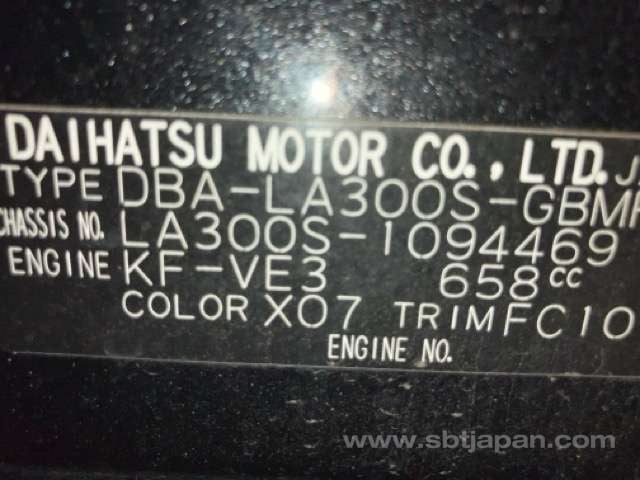 DAIHATSU MOTOR CO., LTD. J
TYPE DBA-LA300S-GBM
CHASSIS NO. LA300S-1094469
ENGINE KF-VE3 658cc
COLOR X07 TRIM FC10
ENGINE NO.
www.sbtjapan.com